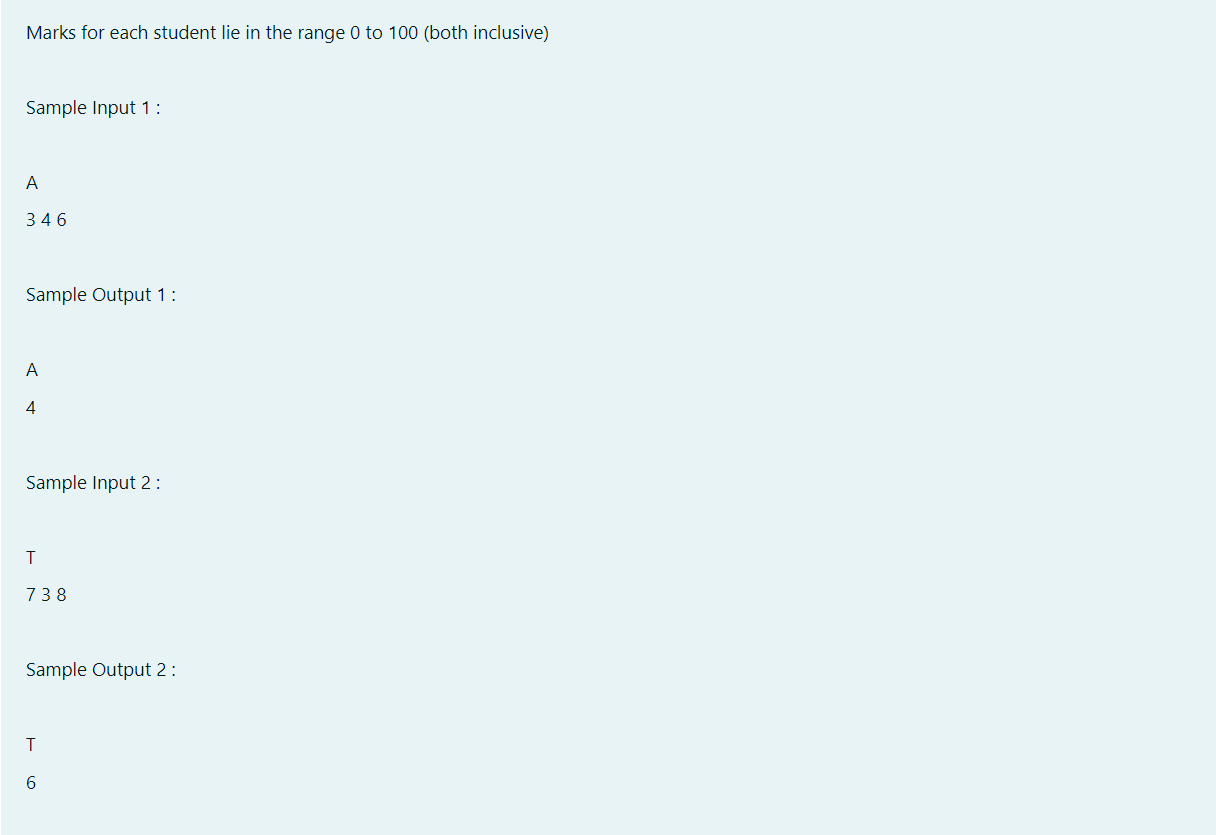 Marks for each student lie in the range 0 to 100 (both inclusive)
Sample Input 1 :
A
3 4 6
Sample Output 1 :
A
4
Sample Input 2 :
T
7 3 8
Sample Output 2 :
T
6